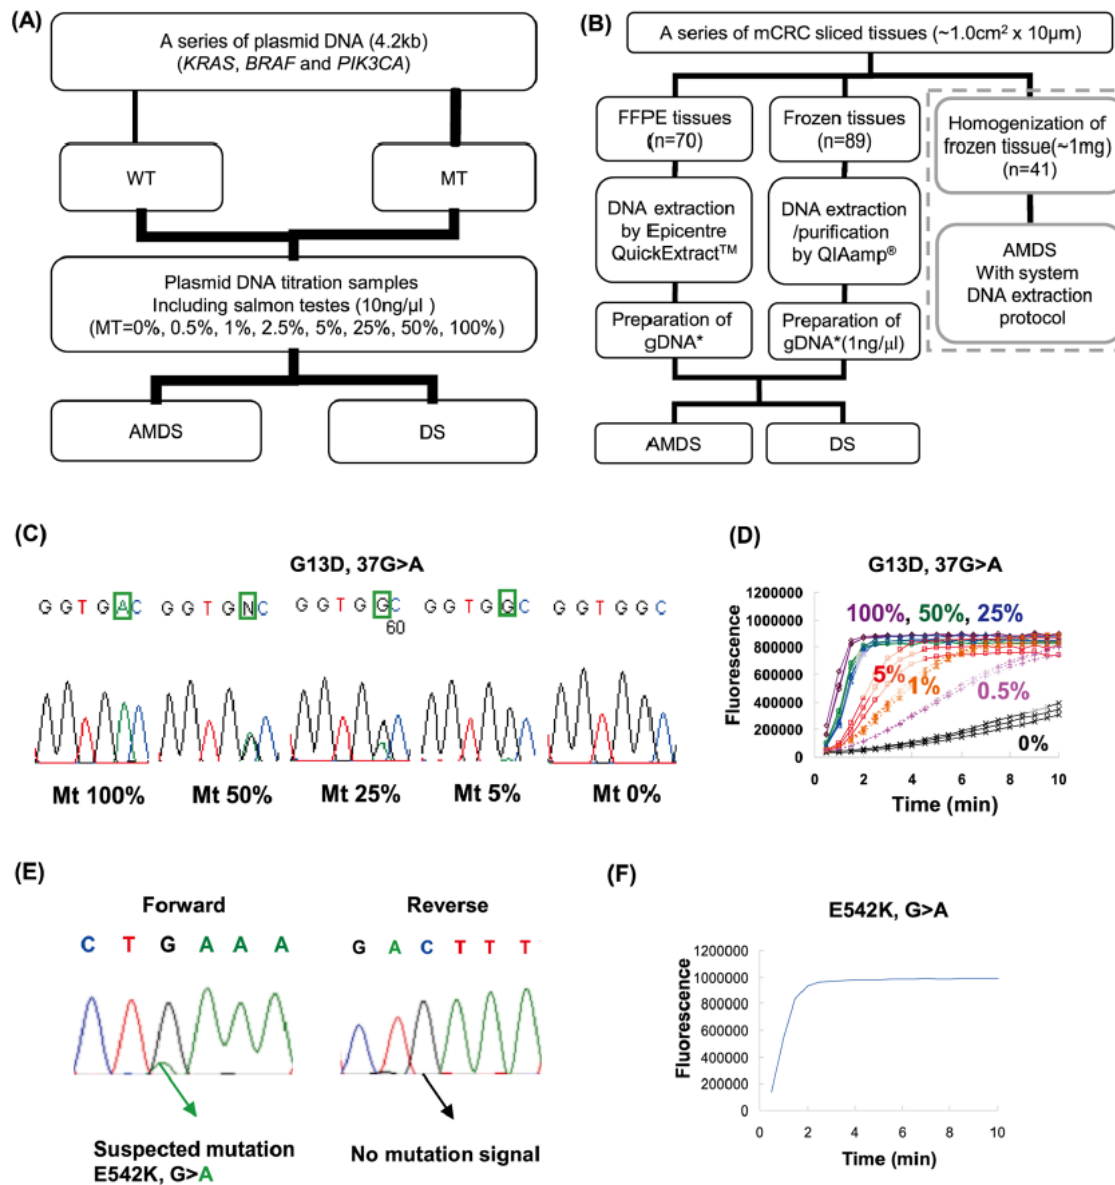 (A)
A series of plasmid DNA (4.2kb)
(KRAS, BRAF and PIK3CA)
WT
MT
Plasmid DNA titration samples
Including salmon testes (10ng/µl )
(MT=0%, 0.5%, 1%, 2.5%, 5%, 25%, 50%, 100%)
AMDS
DS
(B)
A series of mCRC sliced tissues (~1.0cm² x 10µm)
FFPE tissues
(n=70)
Frozen tissues
(n=89)
Homogenization of
frozen tissue(~1mg)
(n=41)
DNA extraction
by Epicentre
QuickExtract™
DNA extraction
/purification
by QIAamp®
AMDS
With system
DNA extraction
protocol
Preparation of
gDNA*
Preparation of
gDNA*(1ng/µl)
AMDS
DS
(C)
G13D, 37G>A
G G T G A C
G G T G N C
G G T G G C
60
G G T G G C
G G T G G C
Mt 100%
Mt 50%
Mt 25%
Mt 5%
Mt 0%
(D)
G13D, 37G>A
Fluorescence
1200000
1000000
800000
600000
400000
200000
0
100%, 50%, 25%
5%
1%
0.5%
0%
0 2 4 6 8 10
Time (min)
(E)
Forward
Reverse
C T G A A A
G A C T T T
Suspected mutation
E542K, G>A
No mutation signal
(F)
E542K, G>A
Fluorescence
1200000
1000000
800000
600000
400000
200000
0
0 2 4 6 8 10
Time (min)